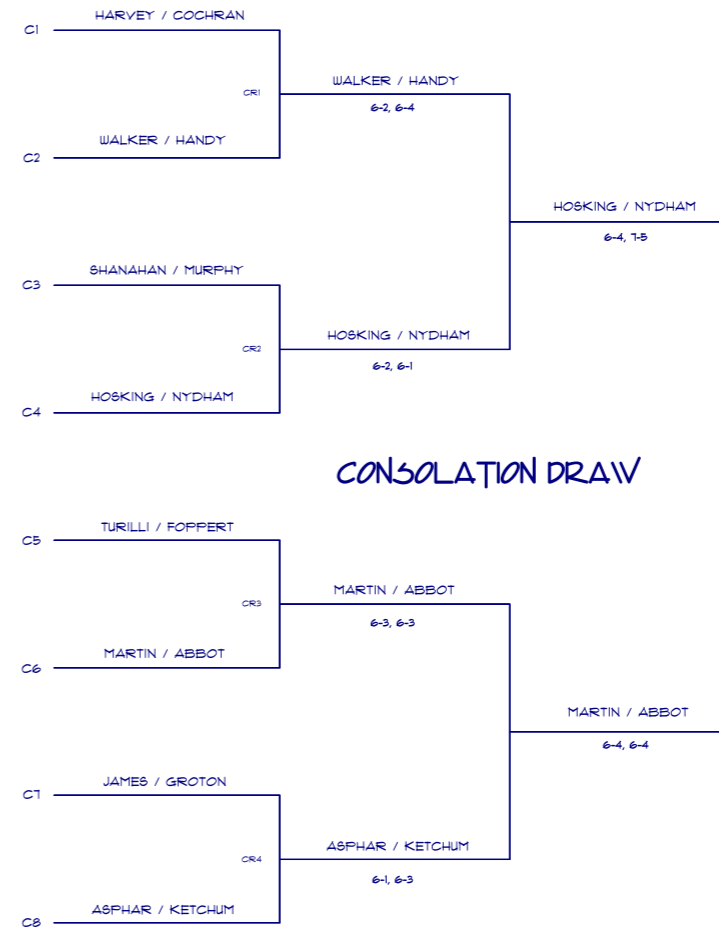 HARVEY / COCHRAN
C1
WALKER / HANDY
CR1
6-2, 6-4
WALKER / HANDY
C2
HOSKING / NYDHAM
6-4, 7-5
SHANAHAN / MURPHY
C3
HOSKING / NYDHAM
CR2
6-2, 6-1
HOSKING / NYDHAM
C4
CONSOLATION DRAW
TURILLI / FOPPERT
C5
MARTIN / ABBOT
CR3
6-3, 6-3
MARTIN / ABBOT
C6
MARTIN / ABBOT
6-4, 6-4
JAMES / GROTON
C7
ASPHAR / KETCHUM
CR4
6-1, 6-3
ASPHAR / KETCHUM
C8